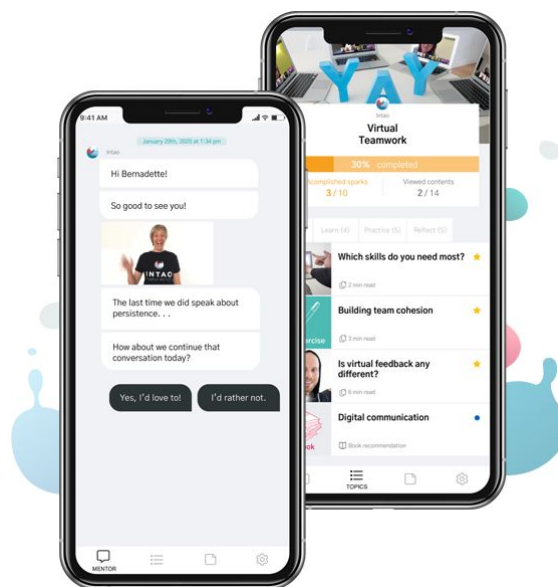 9:41 AM
January 29th, 2020 at 1:34 pm
Intao
Hi Bernadette!
So good to see you!
INTAO
The last time we did speak about
persistence. . .
How about we continue that
conversation today?
Yes, I'd love to!
I'd rather not.
MENTOR
YAY
Intao
Virtual
Teamwork
30% completed
Accomplished sparks
3 / 10
Viewed contents
2 / 14
Learn (4)
Practice (5)
Reflect (5)
Which skills do you need most?
2 min read
Building team cohesion
3 min read
Is virtual feedback any
different?
6 min read
Digital communication
Book recommendation
TOPICS